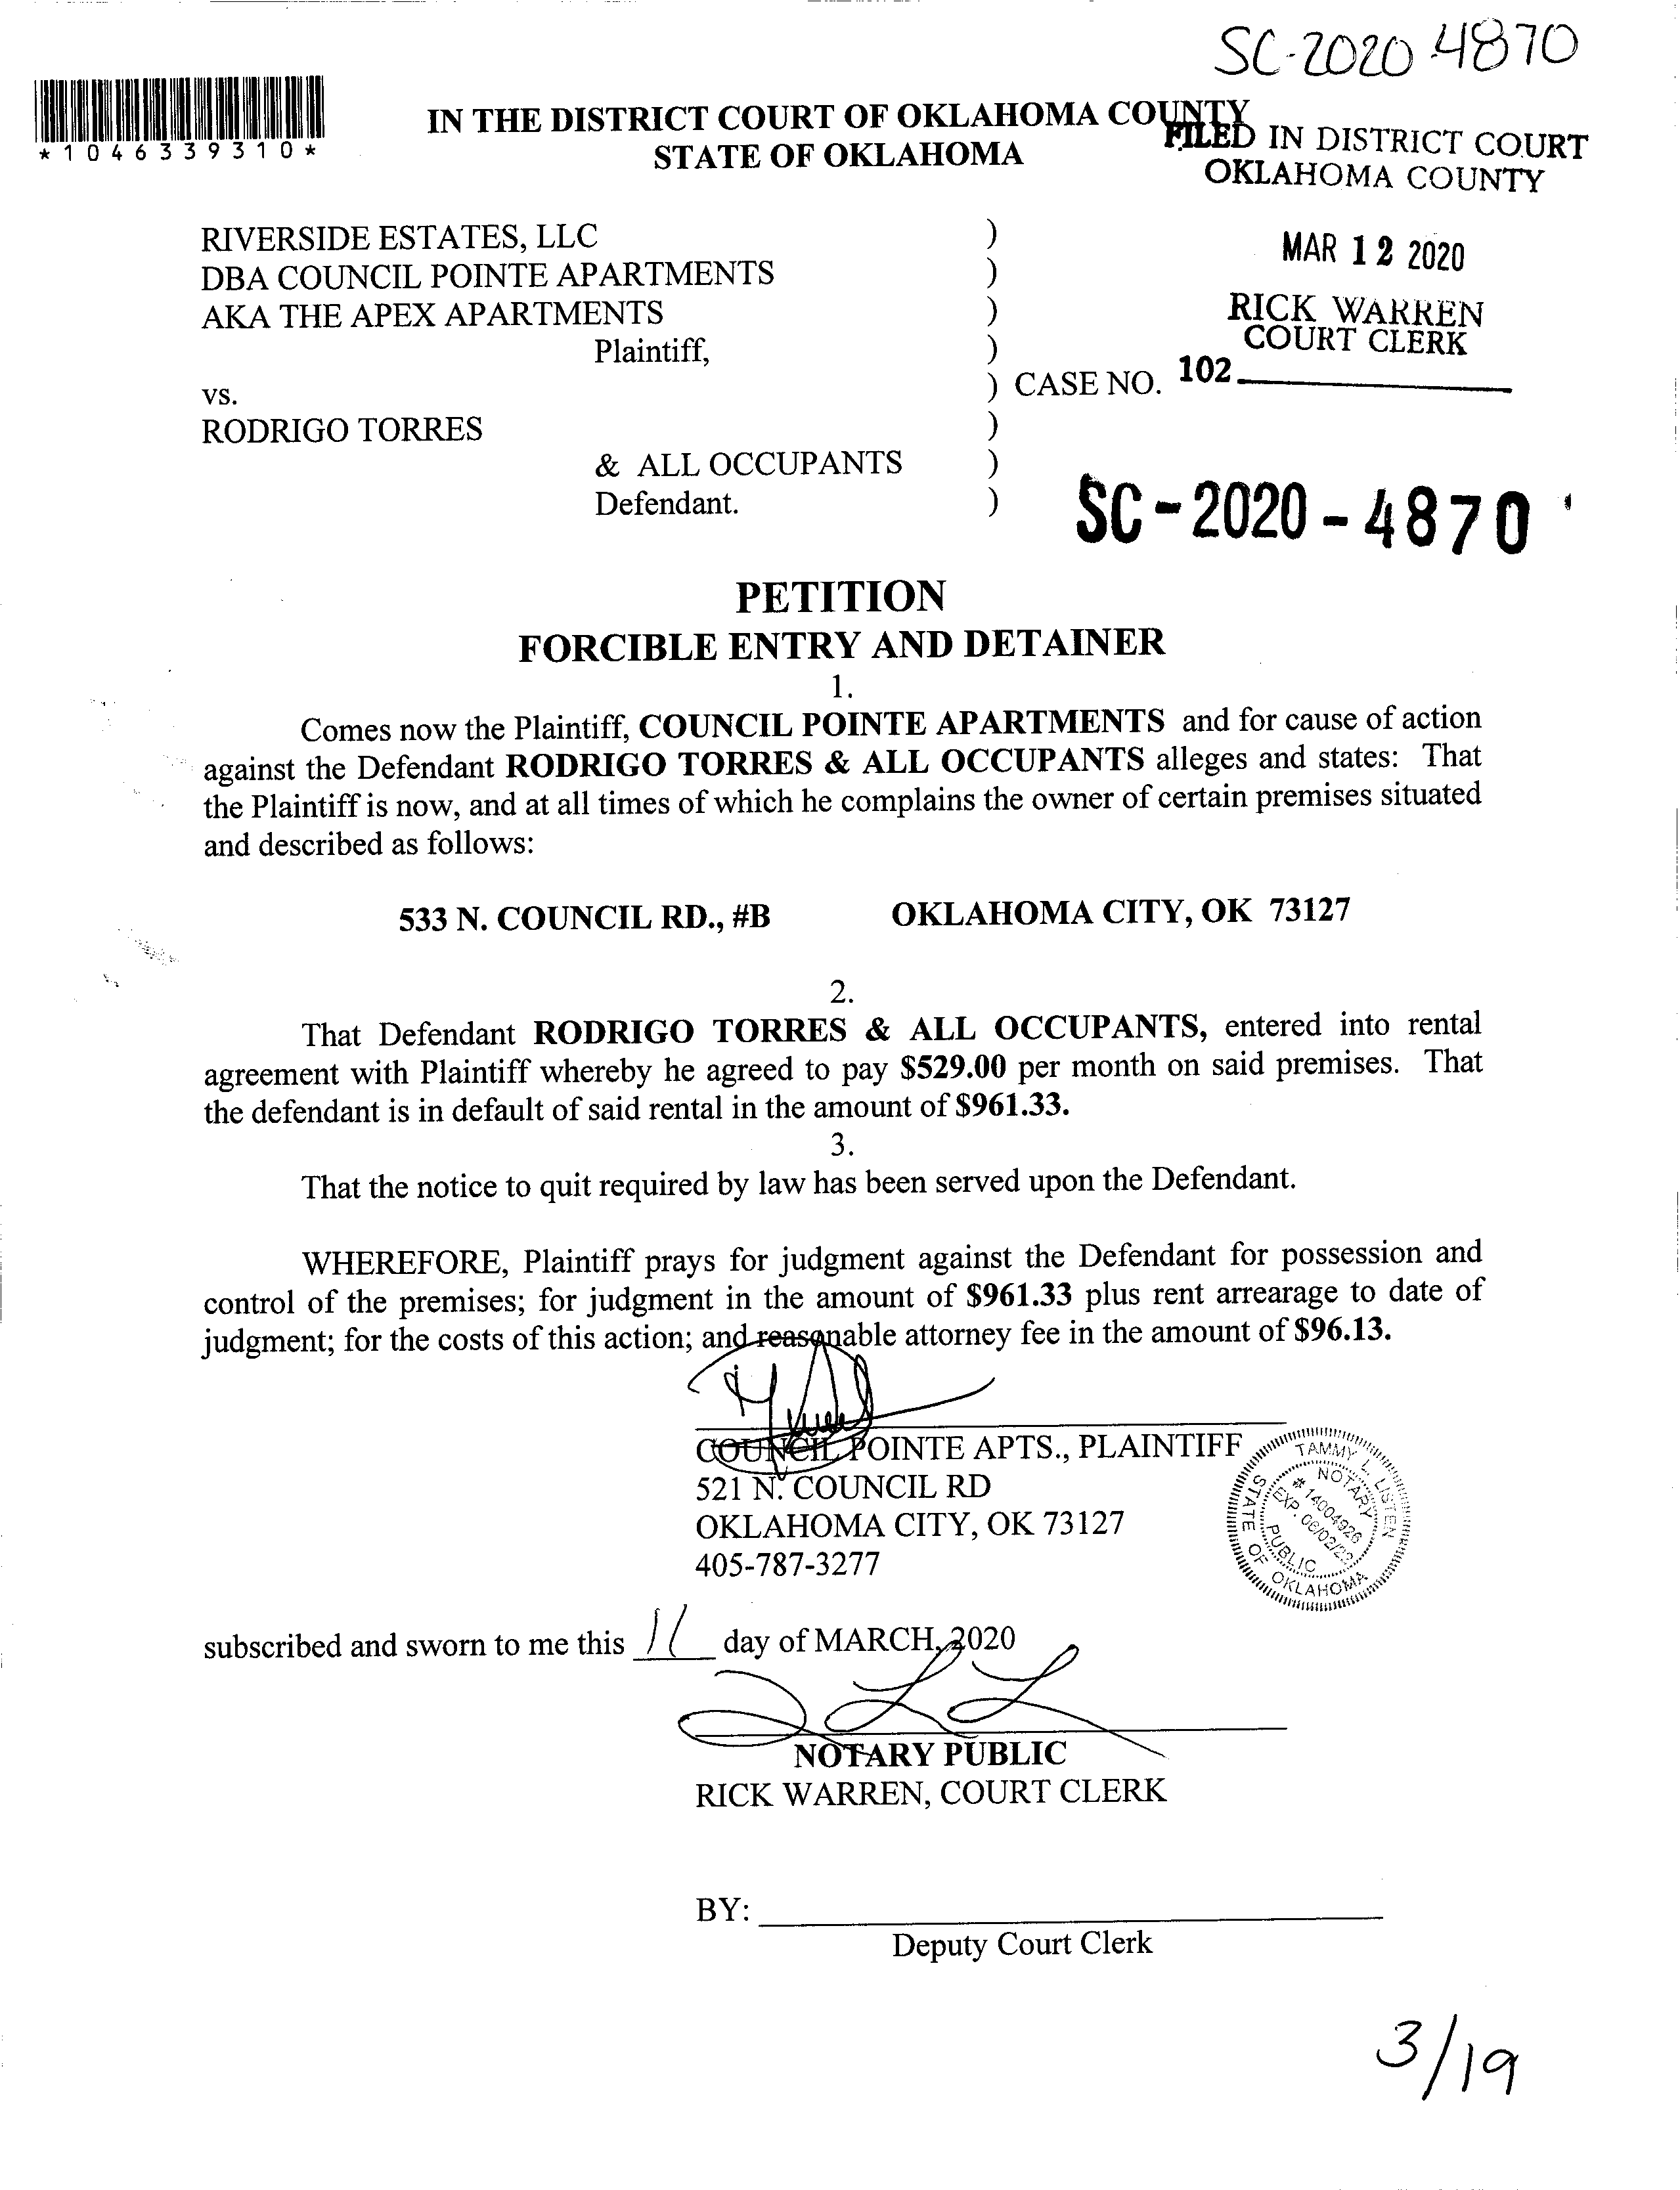 SC-2020 4870
*1046339310*
IN THE DISTRICT COURT OF OKLAHOMA COUNTY
STATE OF OKLAHOMA
FILED IN DISTRICT COURT
OKLAHOMA COUNTY
MAR 12 2020
RICK WARREN
COURT CLERK
102
RIVERSIDE ESTATES, LLC )
DBA COUNCIL POINTE APARTMENTS )
AKA THE APEX APARTMENTS )
Plaintiff, )
vs. ) CASE NO.
RODRIGO TORRES )
& ALL OCCUPANTS )
Defendant. )
SC-2020-4870
PETITION
FORCIBLE ENTRY AND DETAINER
1.
Comes now the Plaintiff, COUNCIL POINTE APARTMENTS and for cause of action
against the Defendant RODRIGO TORRES & ALL OCCUPANTS alleges and states: That
the Plaintiff is now, and at all times of which he complains the owner of certain premises situated
and described as follows:
533 N. COUNCIL RD., #B OKLAHOMA CITY, OK 73127
2.
That Defendant RODRIGO TORRES & ALL OCCUPANTS, entered into rental
agreement with Plaintiff whereby he agreed to pay $529.00 per month on said premises. That
the defendant is in default of said rental in the amount of $961.33.
3.
That the notice to quit required by law has been served upon the Defendant.
WHEREFORE, Plaintiff prays for judgment against the Defendant for possession and
control of the premises; for judgment in the amount of $961.33 plus rent arrearage to date of
judgment; for the costs of this action; and reasonable attorney fee in the amount of $96.13.
COUNCIL POINTE APTS., PLAINTIFF
521 N. COUNCIL RD
OKLAHOMA CITY, OK 73127
405-787-3277
TAMMY L. LISTEN
NOTARY
# 14004926
EXP. 06/02/22
PUBLIC
STATE OF OKLAHOMA
subscribed and sworn to me this 11 day of MARCH, 2020
NOTARY PUBLIC
RICK WARREN, COURT CLERK
BY:
Deputy Court Clerk
3/19